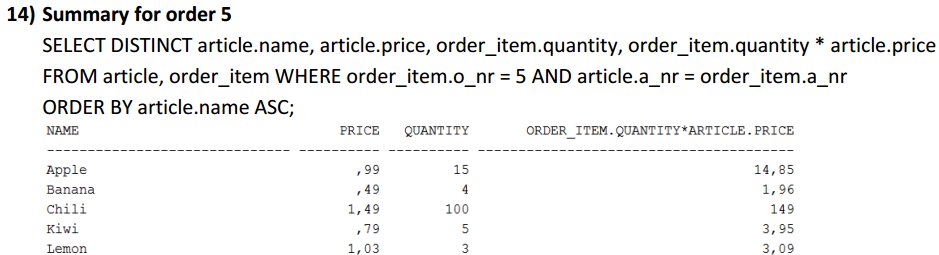 14) Summary for order 5
SELECT DISTINCT article.name, article.price, order_item.quantity, order_item.quantity * article.price
FROM article, order_item WHERE order_item.o_nr = 5 AND article.a_nr = order_item.a_nr
ORDER BY article.name ASC;
NAME PRICE QUANTITY ORDER_ITEM.QUANTITY*ARTICLE.PRICE
------------------------------ ---------- ---------- ---------------------------------------
Apple ,99 15 14,85
Banana ,49 4 1,96
Chili 1,49 100 149
Kiwi ,79 5 3,95
Lemon 1,03 3 3,09